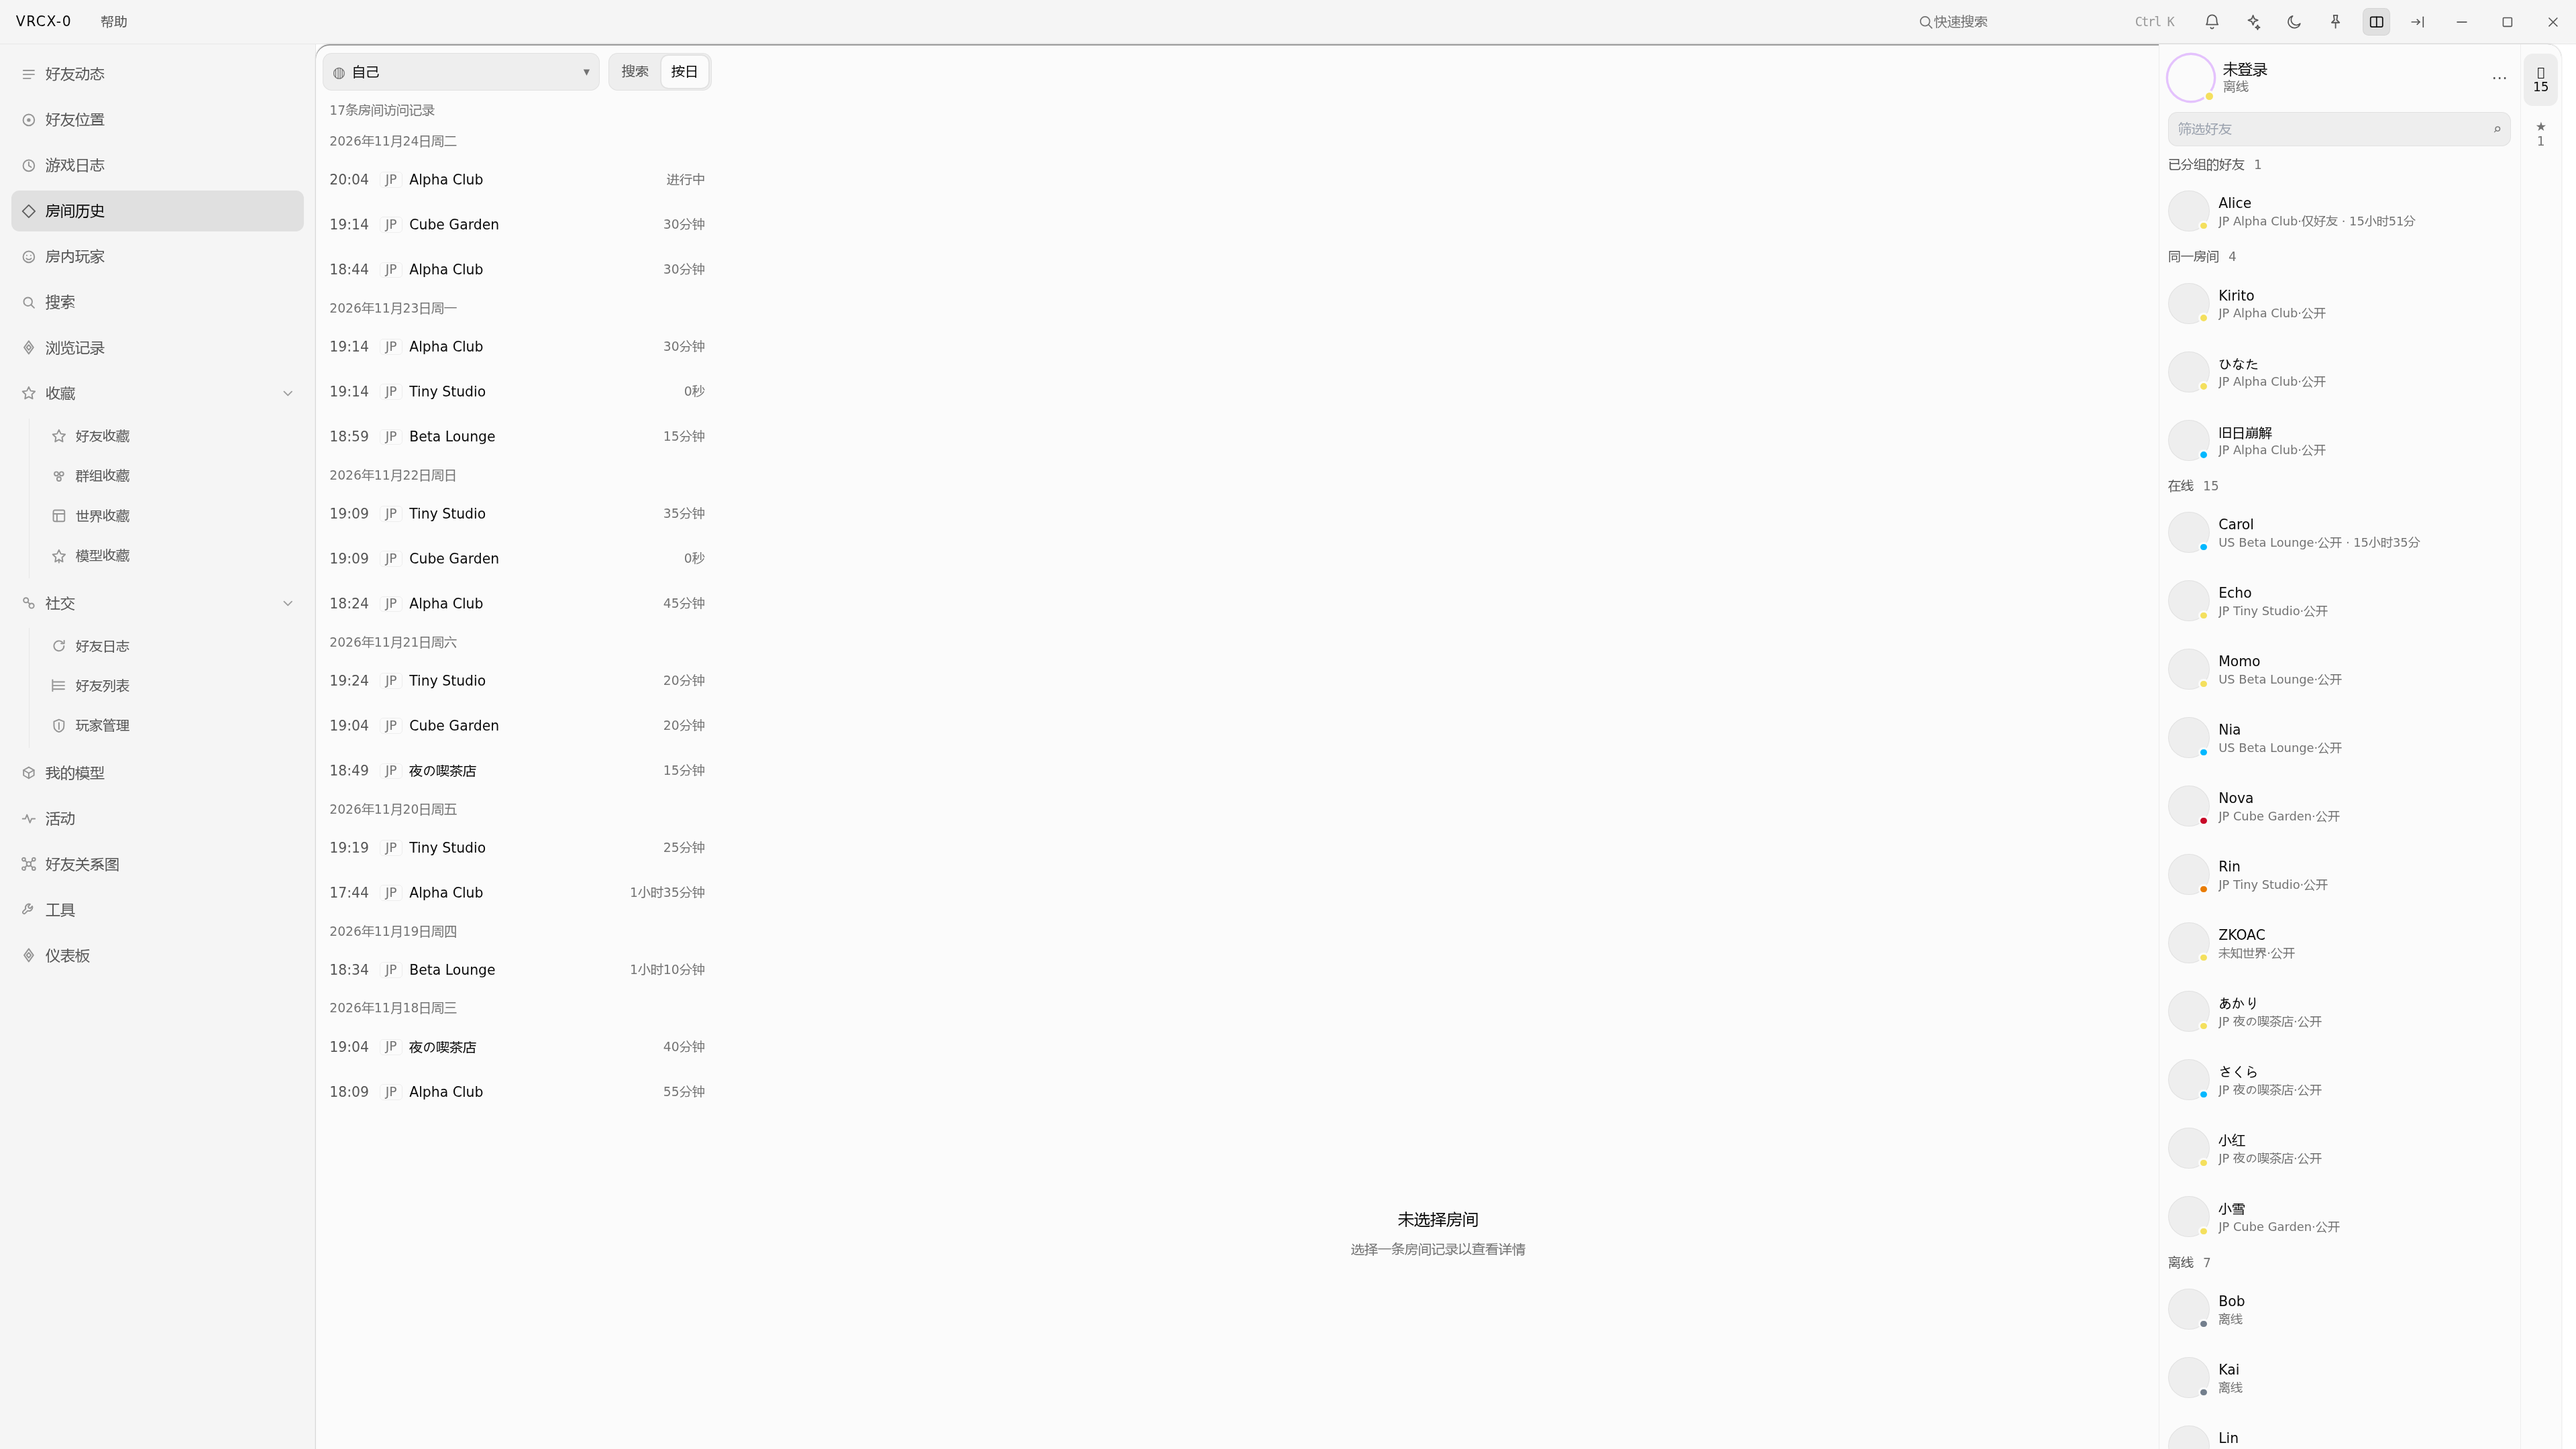 VRCX-0
帮助
快速搜索
Ctrl K
好友动态
好友位置
游戏日志
房间历史
房内玩家
搜索
浏览记录
收藏
好友收藏
群组收藏
世界收藏
模型收藏
社交
好友日志
好友列表
玩家管理
我的模型
活动
好友关系图
工具
仪表板
自己
搜索
按日
17条房间访问记录
2026年11月24日周二
20:04 JP Alpha Club 进行中
19:14 JP Cube Garden 30分钟
18:44 JP Alpha Club 30分钟
2026年11月23日周一
19:14 JP Alpha Club 30分钟
19:14 JP Tiny Studio 0秒
18:59 JP Beta Lounge 15分钟
2026年11月22日周日
19:09 JP Tiny Studio 35分钟
19:09 JP Cube Garden 0秒
18:24 JP Alpha Club 45分钟
2026年11月21日周六
19:24 JP Tiny Studio 20分钟
19:04 JP Cube Garden 20分钟
18:49 JP 夜の喫茶店 15分钟
2026年11月20日周五
19:19 JP Tiny Studio 25分钟
17:44 JP Alpha Club 1小时35分钟
2026年11月19日周四
18:34 JP Beta Lounge 1小时10分钟
2026年11月18日周三
19:04 JP 夜の喫茶店 40分钟
18:09 JP Alpha Club 55分钟
未选择房间
选择一条房间记录以查看详情
未登录
离线
筛选好友
已分组的好友 1
Alice
JP Alpha Club·仅好友 · 15小时51分
同一房间 4
Kirito
JP Alpha Club·公开
ひなた
JP Alpha Club·公开
旧日崩解
JP Alpha Club·公开
在线 15
Carol
US Beta Lounge·公开 · 15小时35分
Echo
JP Tiny Studio·公开
Momo
US Beta Lounge·公开
Nia
US Beta Lounge·公开
Nova
JP Cube Garden·公开
Rin
JP Tiny Studio·公开
ZKOAC
未知世界·公开
あかり
JP 夜の喫茶店·公开
さくら
JP 夜の喫茶店·公开
小红
JP 夜の喫茶店·公开
小雪
JP Cube Garden·公开
离线 7
Bob
离线
Kai
离线
Lin
15
1